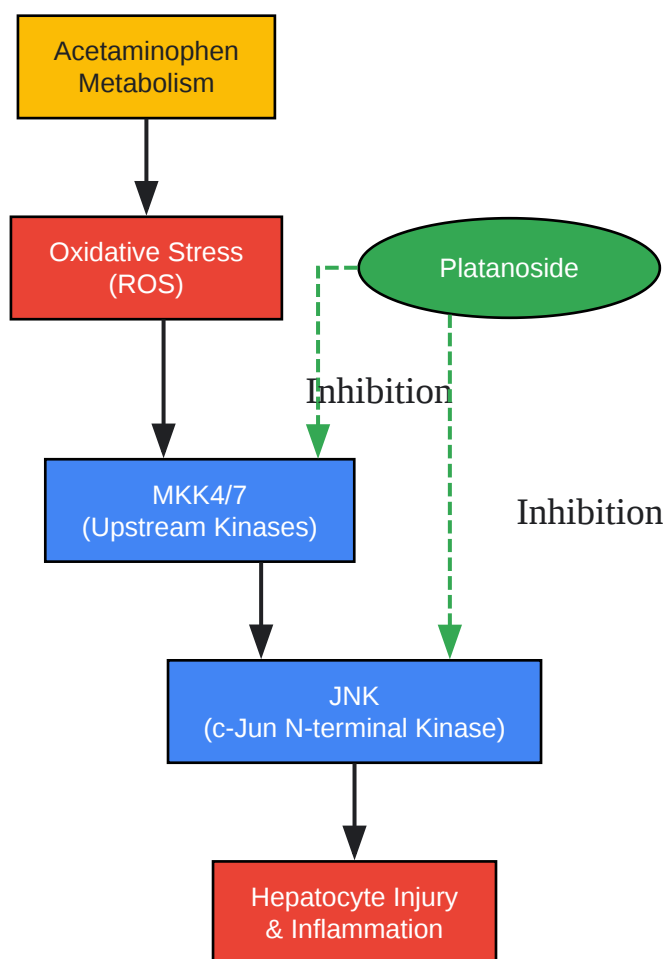 Acetaminophen
Metabolism
Oxidative Stress
(ROS)
Platanoside
Inhibition
MKK4/7
(Upstream Kinases)
Inhibition
JNK
(c-Jun N-terminal Kinase)
Hepatocyte Injury
& Inflammation